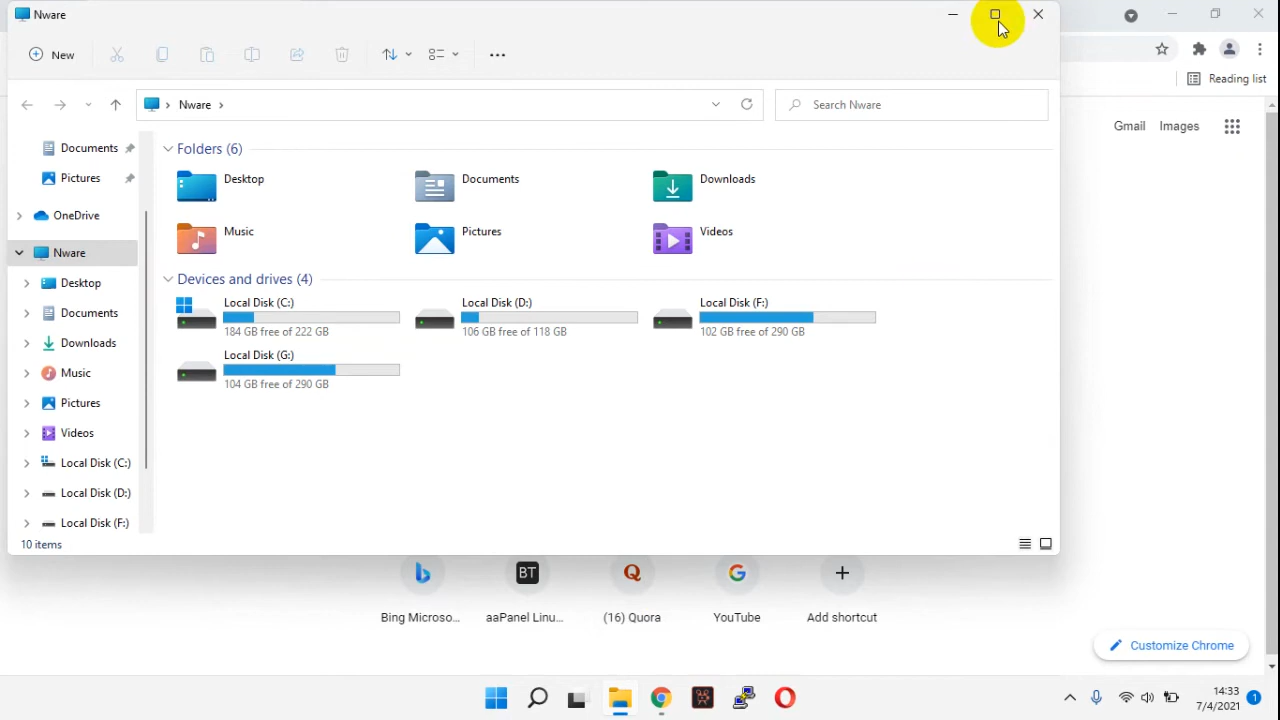 Nware
New
Nware
Search Nware
Reading list
Gmail
Images
Documents
Pictures
OneDrive
Nware
Desktop
Documents
Downloads
Music
Pictures
Videos
Local Disk (C:)
Local Disk (D:)
Local Disk (F:)
Folders (6)
Desktop
Documents
Downloads
Music
Pictures
Videos
Devices and drives (4)
Local Disk (C:)
184 GB free of 222 GB
Local Disk (D:)
106 GB free of 118 GB
Local Disk (F:)
102 GB free of 290 GB
Local Disk (G:)
104 GB free of 290 GB
10 items
BT
Bing Microso...
aaPanel Linu...
(16) Quora
YouTube
Add shortcut
Customize Chrome
14:33
7/4/2021
1